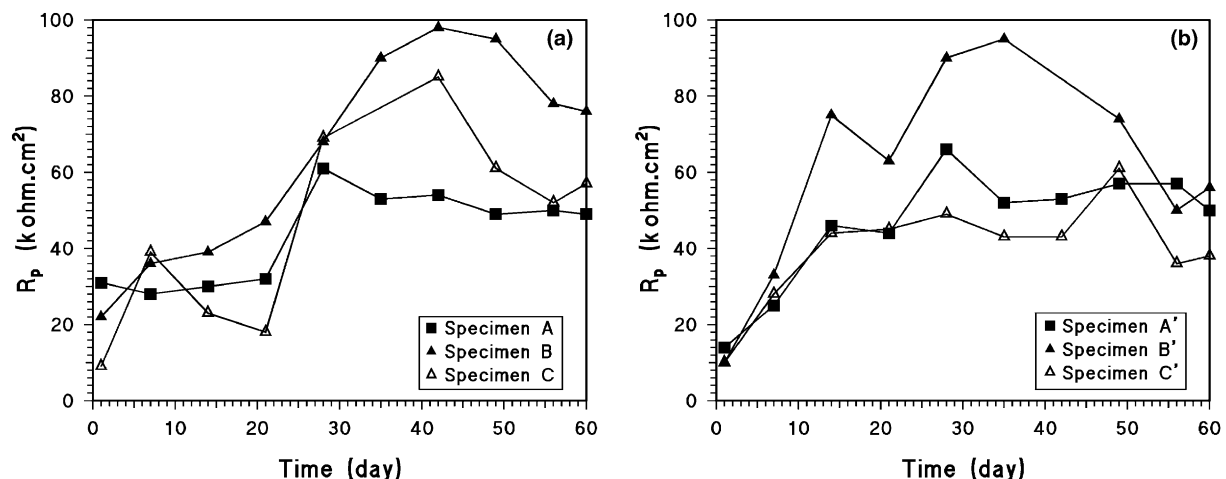 100
80
60
40
20
0
R_p (k ohm.cm²)
(a)
Specimen A
Specimen B
Specimen C
0 10 20 30 40 50 60
Time (day)
100
80
60
40
20
0
R_p (k ohm.cm²)
(b)
Specimen A'
Specimen B'
Specimen C'
0 10 20 30 40 50 60
Time (day)